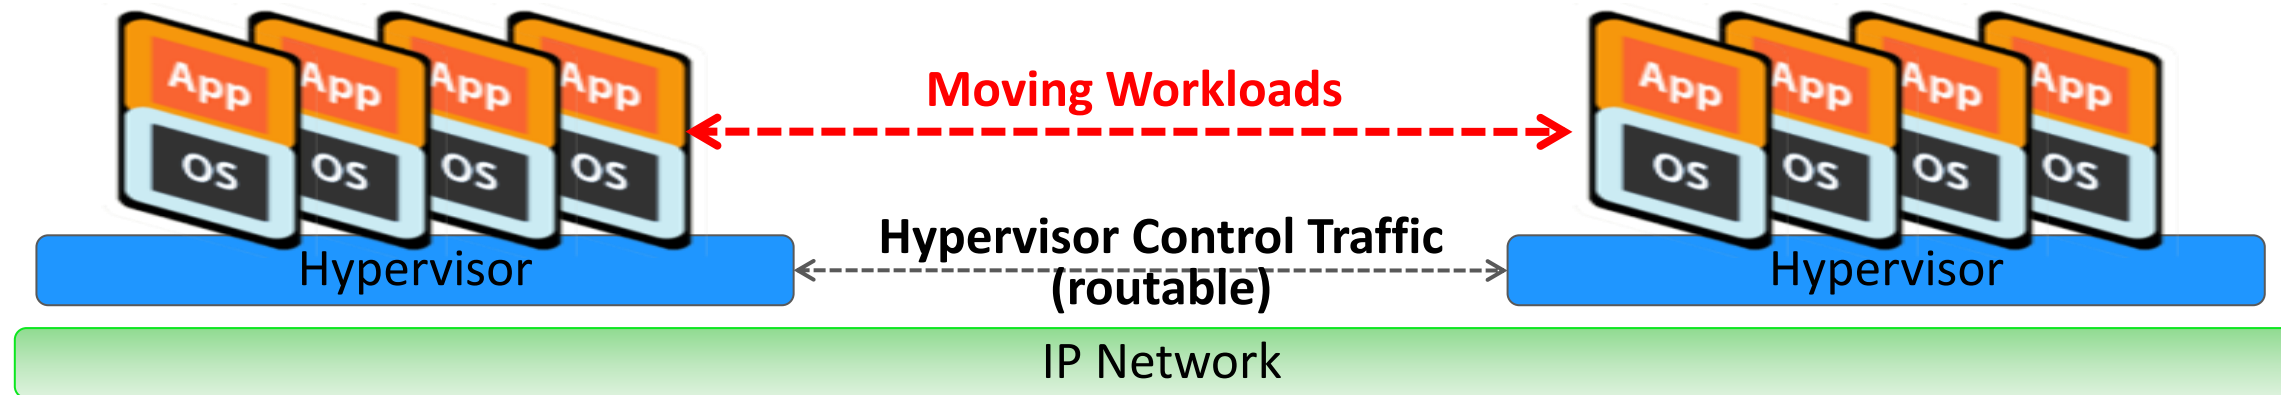 App App App App
OS OS OS OS
Moving Workloads
App App App App
OS OS OS OS
Hypervisor
Hypervisor Control Traffic
(routable)
Hypervisor
IP Network